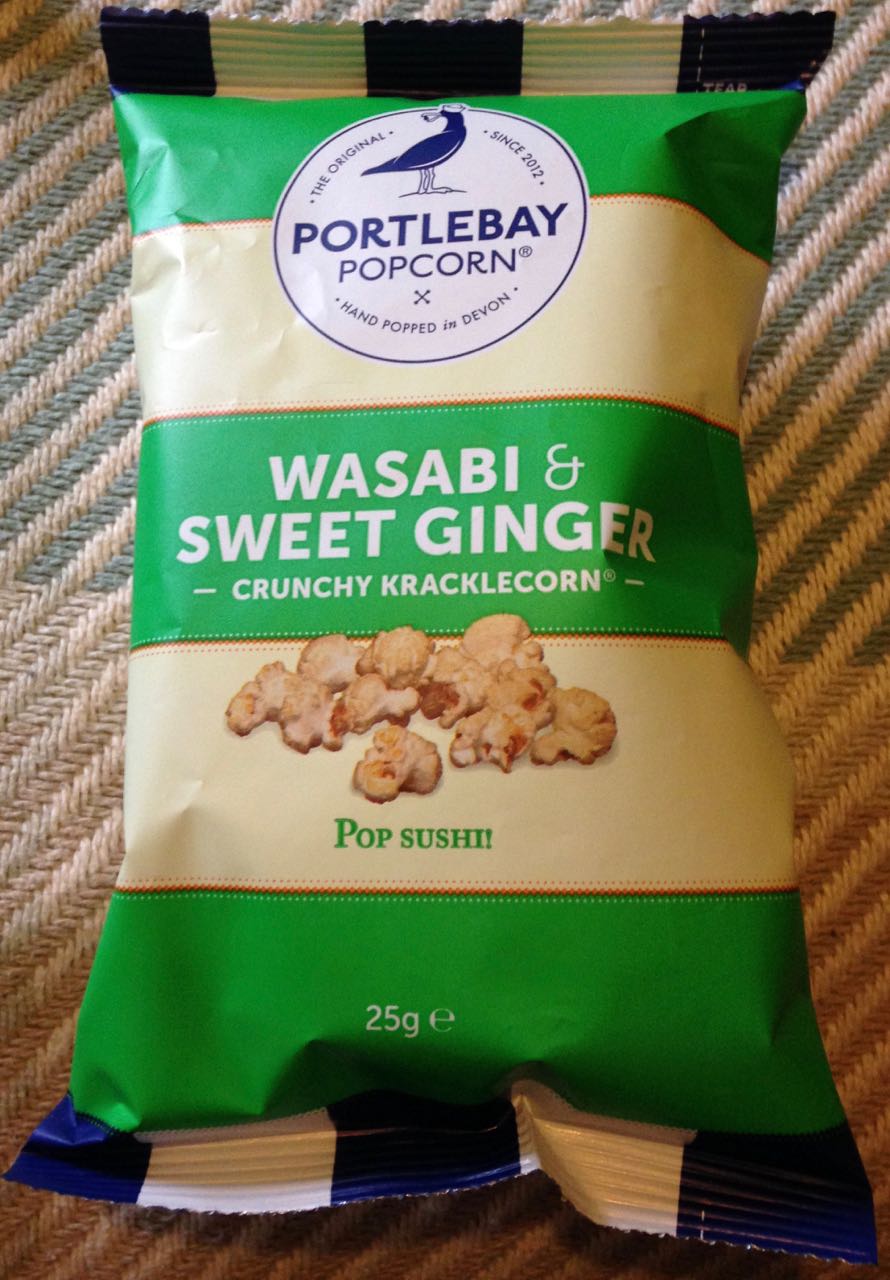 TEAR
• THE ORIGINAL •
• SINCE 2012 •
PORTLEBAY
POPCORN®
• HAND POPPED in DEVON •
WASABI &
SWEET GINGER
– CRUNCHY KRACKLECORN® –
POP SUSHI!
25g ℮